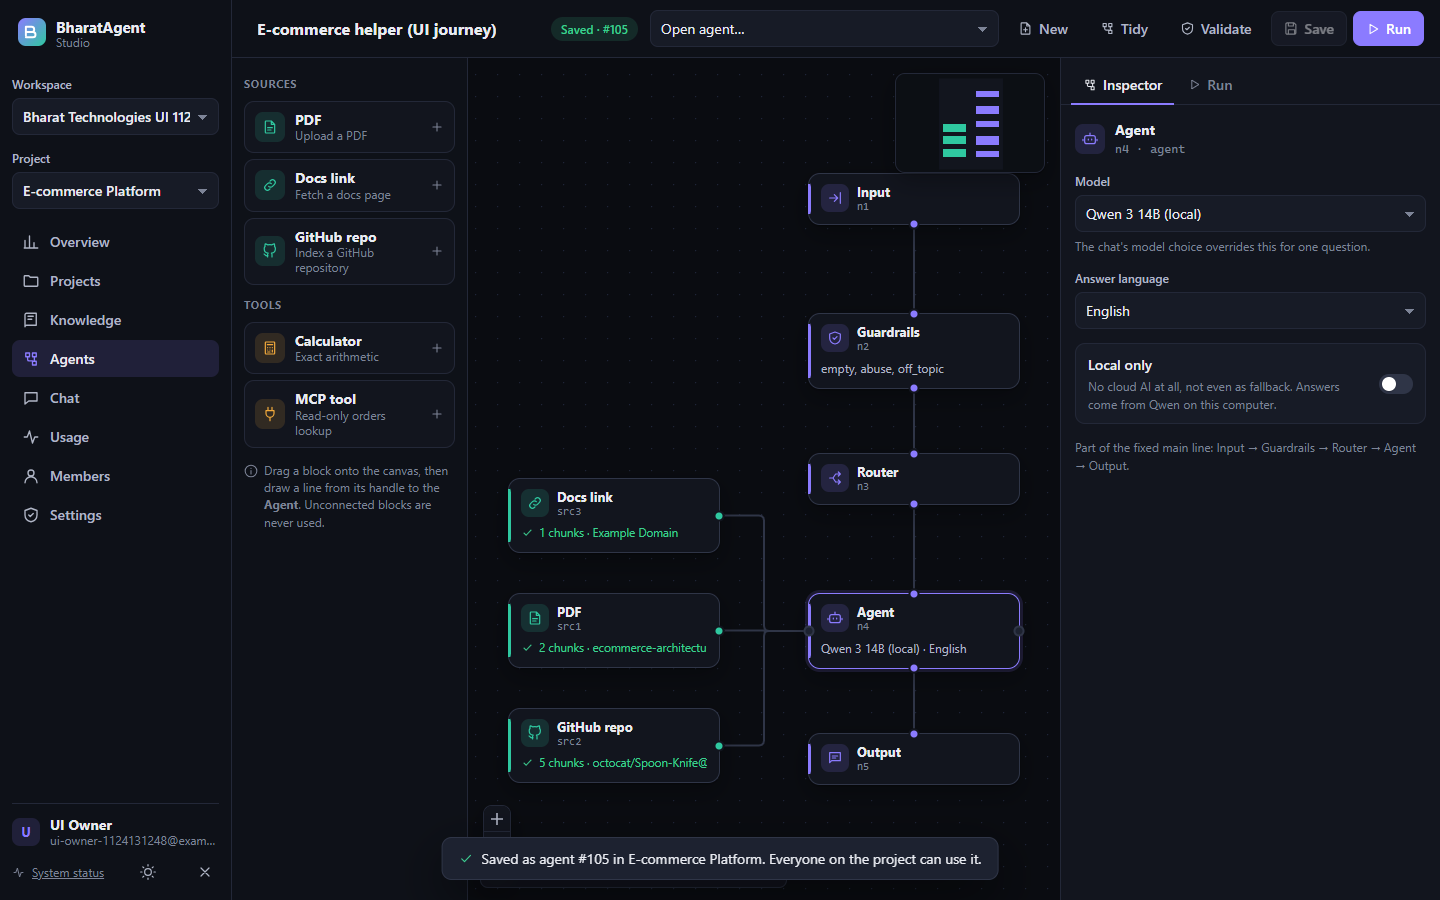 BharatAgent
Studio
Workspace
Bharat Technologies UI 112
Project
E-commerce Platform
Overview
Projects
Knowledge
Agents
Chat
Usage
Members
Settings
UI Owner
ui-owner-1124131248@exam...
System status
E-commerce helper (UI journey)
Saved · #105
Open agent...
New
Tidy
Validate
Save
Run
SOURCES
PDF
Upload a PDF
Docs link
Fetch a docs page
GitHub repo
Index a GitHub
repository
TOOLS
Calculator
Exact arithmetic
MCP tool
Read-only orders
lookup
Drag a block onto the canvas, then
draw a line from its handle to the
Agent. Unconnected blocks are
never used.
Input
n1
Guardrails
n2
empty, abuse, off_topic
Router
n3
Docs link
src3
1 chunks · Example Domain
PDF
src1
2 chunks · ecommerce-architectu
Agent
n4
Qwen 3 14B (local) · English
GitHub repo
src2
5 chunks · octocat/Spoon-Knife@
Output
n5
Saved as agent #105 in E-commerce Platform. Everyone on the project can use it.
Inspector
Run
Agent
n4 · agent
Model
Qwen 3 14B (local)
The chat's model choice overrides this for one question.
Answer language
English
Local only
No cloud AI at all, not even as fallback. Answers
come from Qwen on this computer.
Part of the fixed main line: Input → Guardrails → Router → Agent
→ Output.